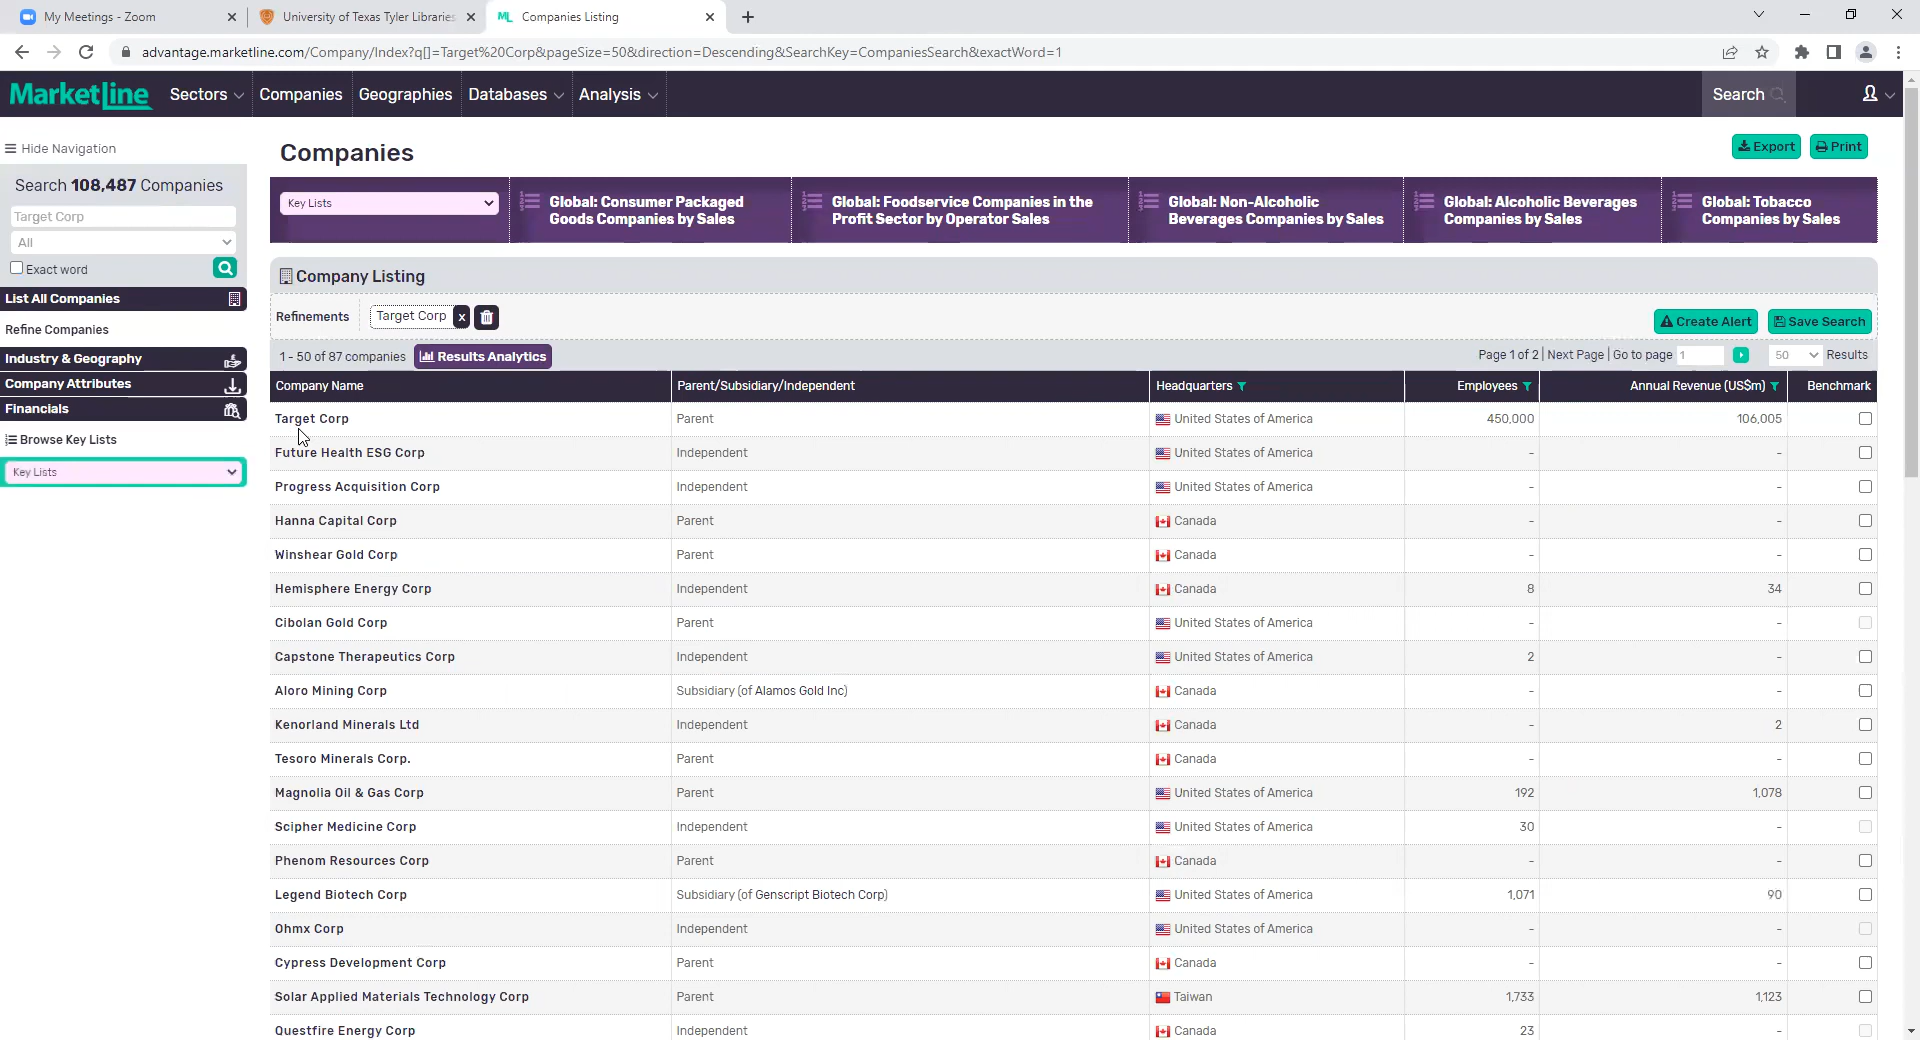 My Meetings - Zoom
University of Texas Tyler Libraries
ML Companies Listing
advantage.marketline.com/Company/Index?q[]=Target%20Corp&pageSize=50&direction=Descending&SearchKey=CompaniesSearch&exactWord=1
MarketLine Sectors Companies Geographies Databases Analysis Search
Hide Navigation
Companies
Export Print
Search 108,487 Companies
Target Corp
All
Exact word
List All Companies
Refine Companies
Industry & Geography
Company Attributes
Financials
Browse Key Lists
Key Lists
Key Lists
Global: Consumer Packaged
Goods Companies by Sales
Global: Foodservice Companies in the
Profit Sector by Operator Sales
Global: Non-Alcoholic
Beverages Companies by Sales
Global: Alcoholic Beverages
Companies by Sales
Global: Tobacco
Companies by Sales
Company Listing
Refinements Target Corp x
Create Alert Save Search
1 - 50 of 87 companies Results Analytics Page 1 of 2 | Next Page | Go to page 1 50 Results
Company Name Parent/Subsidiary/Independent Headquarters Employees Annual Revenue (US$m) Benchmark
Target Corp Parent United States of America 450,000 106,005
Future Health ESG Corp Independent United States of America - -
Progress Acquisition Corp Independent United States of America - -
Hanna Capital Corp Parent Canada - -
Winshear Gold Corp Parent Canada - -
Hemisphere Energy Corp Independent Canada 8 34
Cibolan Gold Corp Parent United States of America - -
Capstone Therapeutics Corp Independent United States of America 2 -
Aloro Mining Corp Subsidiary (of Alamos Gold Inc) Canada - -
Kenorland Minerals Ltd Independent Canada - 2
Tesoro Minerals Corp. Parent Canada - -
Magnolia Oil & Gas Corp Parent United States of America 192 1,078
Scipher Medicine Corp Independent United States of America 30 -
Phenom Resources Corp Parent Canada - -
Legend Biotech Corp Subsidiary (of Genscript Biotech Corp) United States of America 1,071 90
Ohmx Corp Independent United States of America - -
Cypress Development Corp Parent Canada - -
Solar Applied Materials Technology Corp Parent Taiwan 1,733 1,123
Questfire Energy Corp Independent Canada 23 -